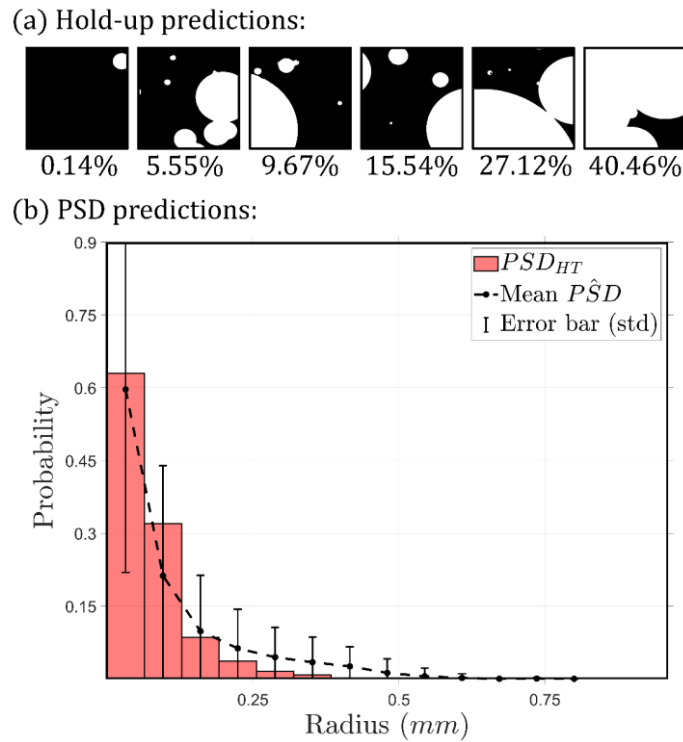 (a) Hold-up predictions:
0.14% 5.55% 9.67% 15.54% 27.12% 40.46%
(b) PSD predictions:
0.9
0.75
0.6
0.45
0.3
0.15
Probability
PSD_HT
Mean PŜD
Error bar (std)
0.25 0.5 0.75
Radius (mm)